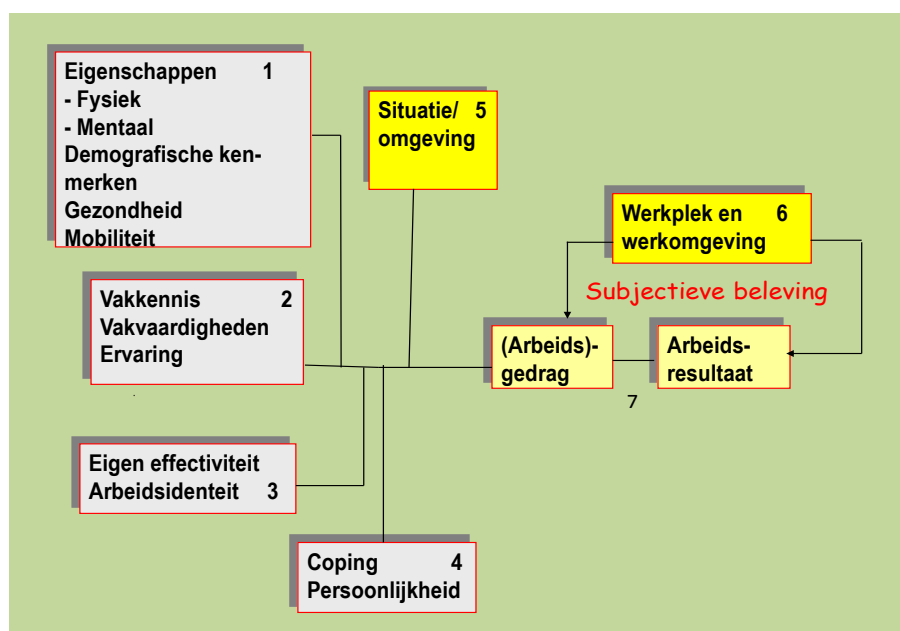 Eigenschappen 1
- Fysiek
- Mentaal
Demografische ken-
merken
Gezondheid
Mobiliteit
Situatie/ 5
omgeving
Werkplek en 6
werkomgeving
Subjectieve beleving
Vakkennis 2
Vakvaardigheden
Ervaring
(Arbeids)-
gedrag
Arbeids-
resultaat
7
Eigen effectiviteit
Arbeidsidenteit 3
Coping 4
Persoonlijkheid